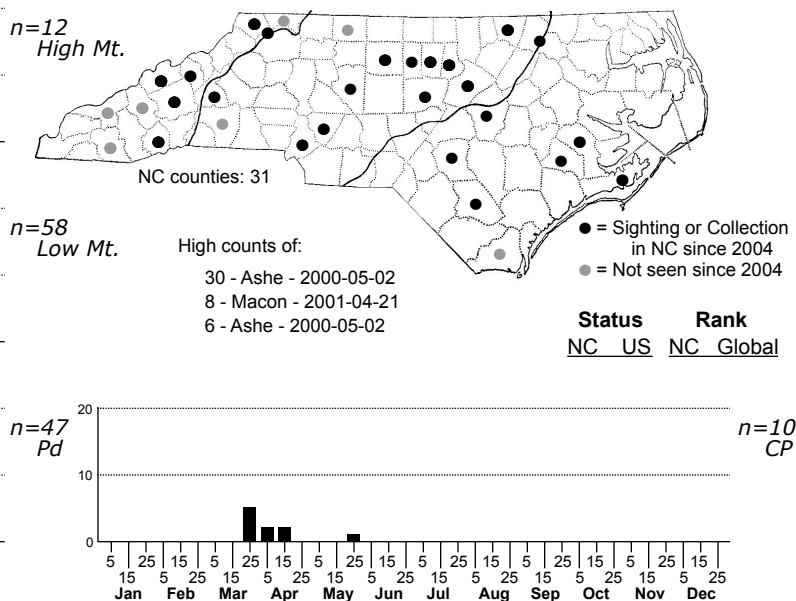 n=12
High Mt.
NC counties: 31
n=58
Low Mt.
High counts of:
30 - Ashe - 2000-05-02
8 - Macon - 2001-04-21
6 - Ashe - 2000-05-02
● = Sighting or Collection
in NC since 2004
● = Not seen since 2004
Status Rank
NC US NC Global
n=47
Pd
20
10
0
n=10
CP
5 25 15 5 25 15 5 25 15 5 25 15 5 25 15 5 25 15
15 5 25 15 5 25 15 5 25 15 5 25 15 5 25 15 5 25
Jan Feb Mar Apr May Jun Jul Aug Sep Oct Nov Dec